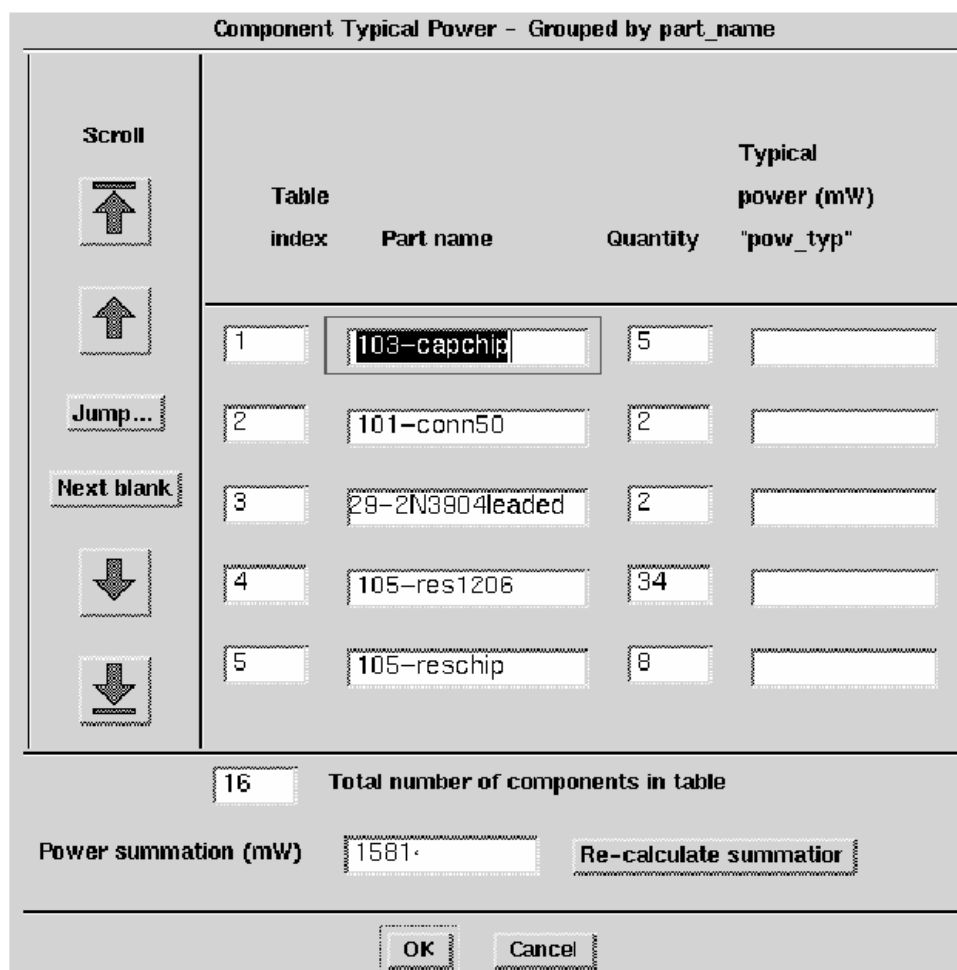 Component Typical Power - Grouped by part_name
Scroll
Typical
Table
power (mW)
index
Part name
Quantity
"pow_typ"
1
103-capchip
5
Jump...
2
101-conn50
2
Next blank
3
29-2N3904leaded
2
4
105-res1206
34
5
105-reschip
8
16
Total number of components in table
Power summation (mW)
1581
Re-calculate summatior
OK
Cancel